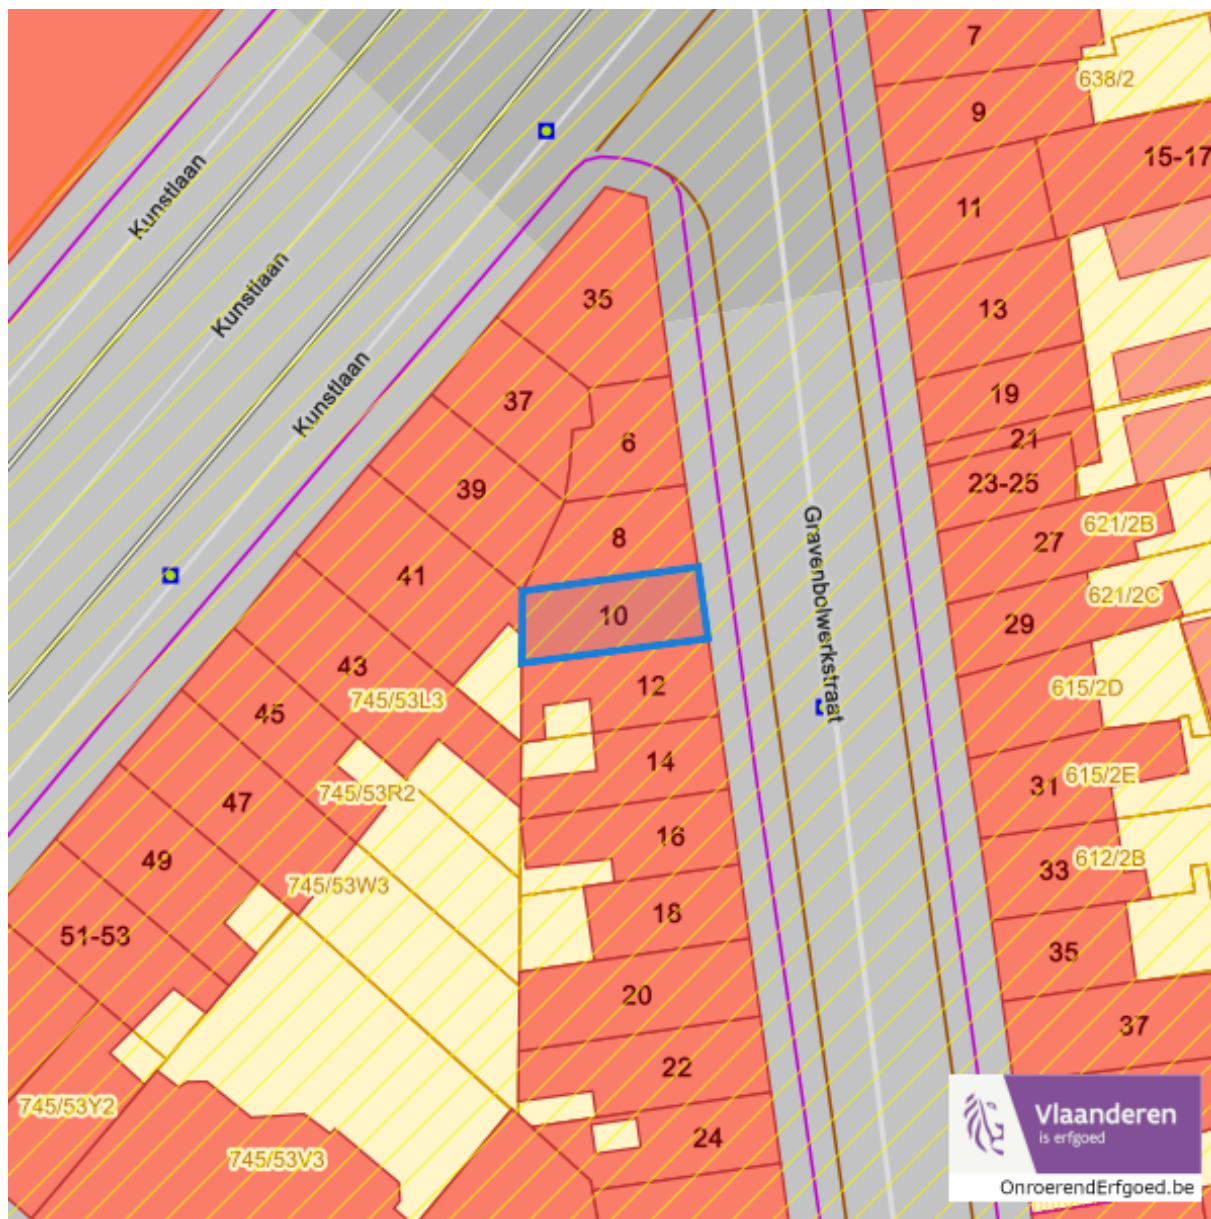 7
638/2
9
15-17
Kunstlaan
11
Kunstlaan
35
13
Kunstlaan
37
19
6
21
39
23-25
8
Gravenbolwerkstraat
621/2B
27
41
10
621/2C
29
43
12
745/53L3
615/2D
45
14
745/53R2
47
31
615/2E
16
49
745/53W3
33
612/2B
18
51-53
35
20
37
22
745/53Y2
24
745/53V3
Vlaanderen
is erfgoed
OnroerendErfgoed.be